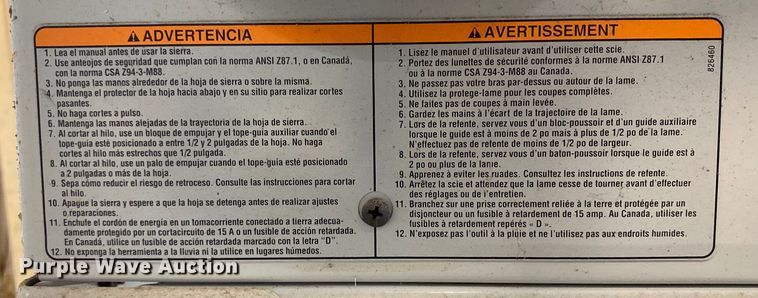 ⚠ADVERTENCIA
1. Lea el manual antes de usar la sierra.
2. Use anteojos de seguridad que cumplan con la norma ANSI Z87.1, o en Canadá,
con la norma CSA Z94-3-M88.
3. No ponga las manos alrededor de la hoja de sierra o sobre la misma.
4. Mantenga el protector de la hoja hacia abajo y en su sitio para realizar cortes
pasantes.
5. No haga cortes a pulso.
6. Mantenga las manos alejadas de la trayectoria de la hoja de sierra.
7. Al cortar al hilo, use un bloque de empujar y el tope-guía auxiliar cuando el
tope-guía esté posicionado a entre 1/2 y 2 pulgadas de la hoja. No haga
cortes al hilo más estrechos que 1/2 pulgada.
8. Al cortar al hilo, use un palo de empujar cuando el tope-guía esté posicionado
a 2 pulgadas o más de la hoja.
9. Sepa cómo reducir el riesgo de retroceso. Consulte las instrucciones para cortar
al hilo.
10. Apague la sierra y espere a que la hoja se detenga antes de realizar ajustes
o reparaciones.
11. Enchufe el cordón de energía en un tomacorriente conectado a tierra adecua-
damente protegido por un cortacircuito de 15 A o un fusible de acción retardada.
En Canadá, utilice un fusible de acción retardada marcado con la letra "D".
12. No exponga la herramienta a la lluvia ni la utilice en lugares húmedos.
⚠AVERTISSEMENT
1. Lisez le manuel d'utilisateur avant d'utiliser cette scie.
2. Portez des lunettes de sécurité conformes à la norme ANSI Z87.1
ou à la norme CSA Z94-3-M88 au Canada.
3. Ne passez pas votre bras par-dessus ou autour de la lame.
4. Utilisez la protege-lame pour les coupes complètes.
5. Ne faites pas de coupes à main levée.
6. Gardez les mains à l'écart de la trajectoire de la lame.
7. Lors de la refente, servez vous d'un bloc-poussoir et d'un guide auxiliaire
lorsque le guide est à moins de 2 po mais à plus de 1/2 po de la lame.
N'effectuez pas de refente de moins de 1/2 po de largeur.
8. Lors de la refente, servez vous d'un baton-poussoir lorsque le guide est à
2 po ou plus de la lame.
9. Apprenez à eviter les ruades. Consultez les instructions de refente.
10. Arrêtez la scie et attendez que la lame cesse de tourner avant d'effectuer
des réglages ou de l'entretien.
11. Branchez sur une prise correctement reliée à la terre et protégée par un
disjoncteur ou un fusible à retardement de 15 amp. Au Canada, utiliser les
fusibles à retardement repérés « D ».
12. N'exposez pas l'outil à la pluie et ne l'utilisez pas aux endroits humides.
826460
Purple Wave Auction